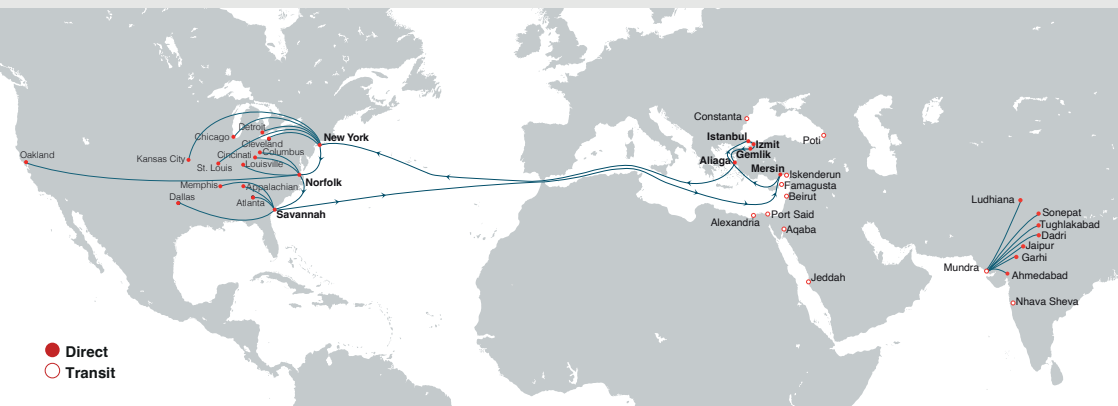 Constanta
Detroit
Chicago
New York
Istanbul
Izmit
Poti
Cleveland
Columbus
Cincinati
Gemlik
Oakland
Kansas City
St. Louis
Louisville
Aliaga
Mersin
Iskenderun
Norfolk
Memphis
Appalachian
Famagusta
Dallas
Atlanta
Beirut
Ludhiana
Savannah
Port Said
Sonepat
Alexandria
Tughlakabad
Aqaba
Dadri
Jaipur
Garhi
Mundra
Ahmedabad
Jeddah
Nhava Sheva
Direct
Transit